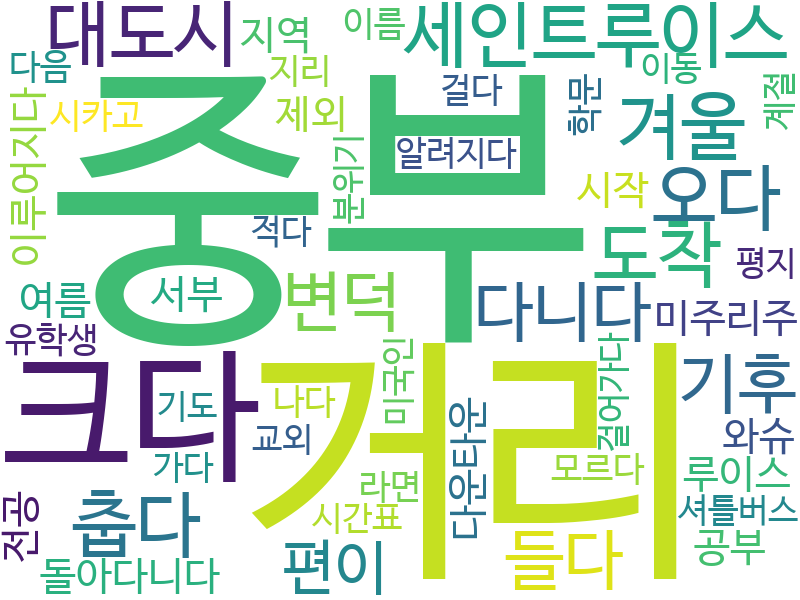 대도시
지역
이름
세인트루이스
다음
지리
걸다
이동
시카고
제외
학문
겨울
계절
중부
알려지다
이루어지다
분위기
시작
오다
적다
도착
평지
서부
여름
변덕
다니다
미주리주
유학생
크다
거리
미국인
걸어가다
기후
기도
나다
교외
다운타운
와슈
가다
라면
모르다
루이스
전공
춥다
시간표
셔틀버스
돌아다니다
편이
들다
공부